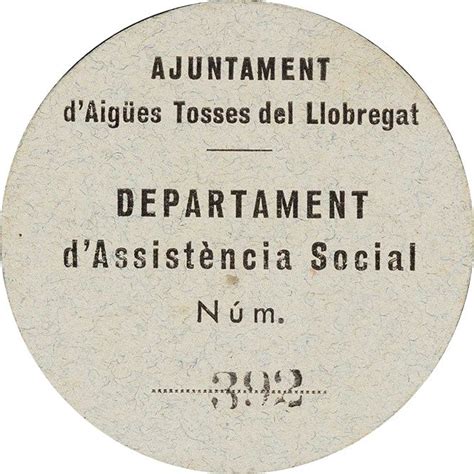 AJUNTAMENT
d'Aigües Tosses del Llobregat
DEPARTAMENT
d'Assistència Social
Núm.
392